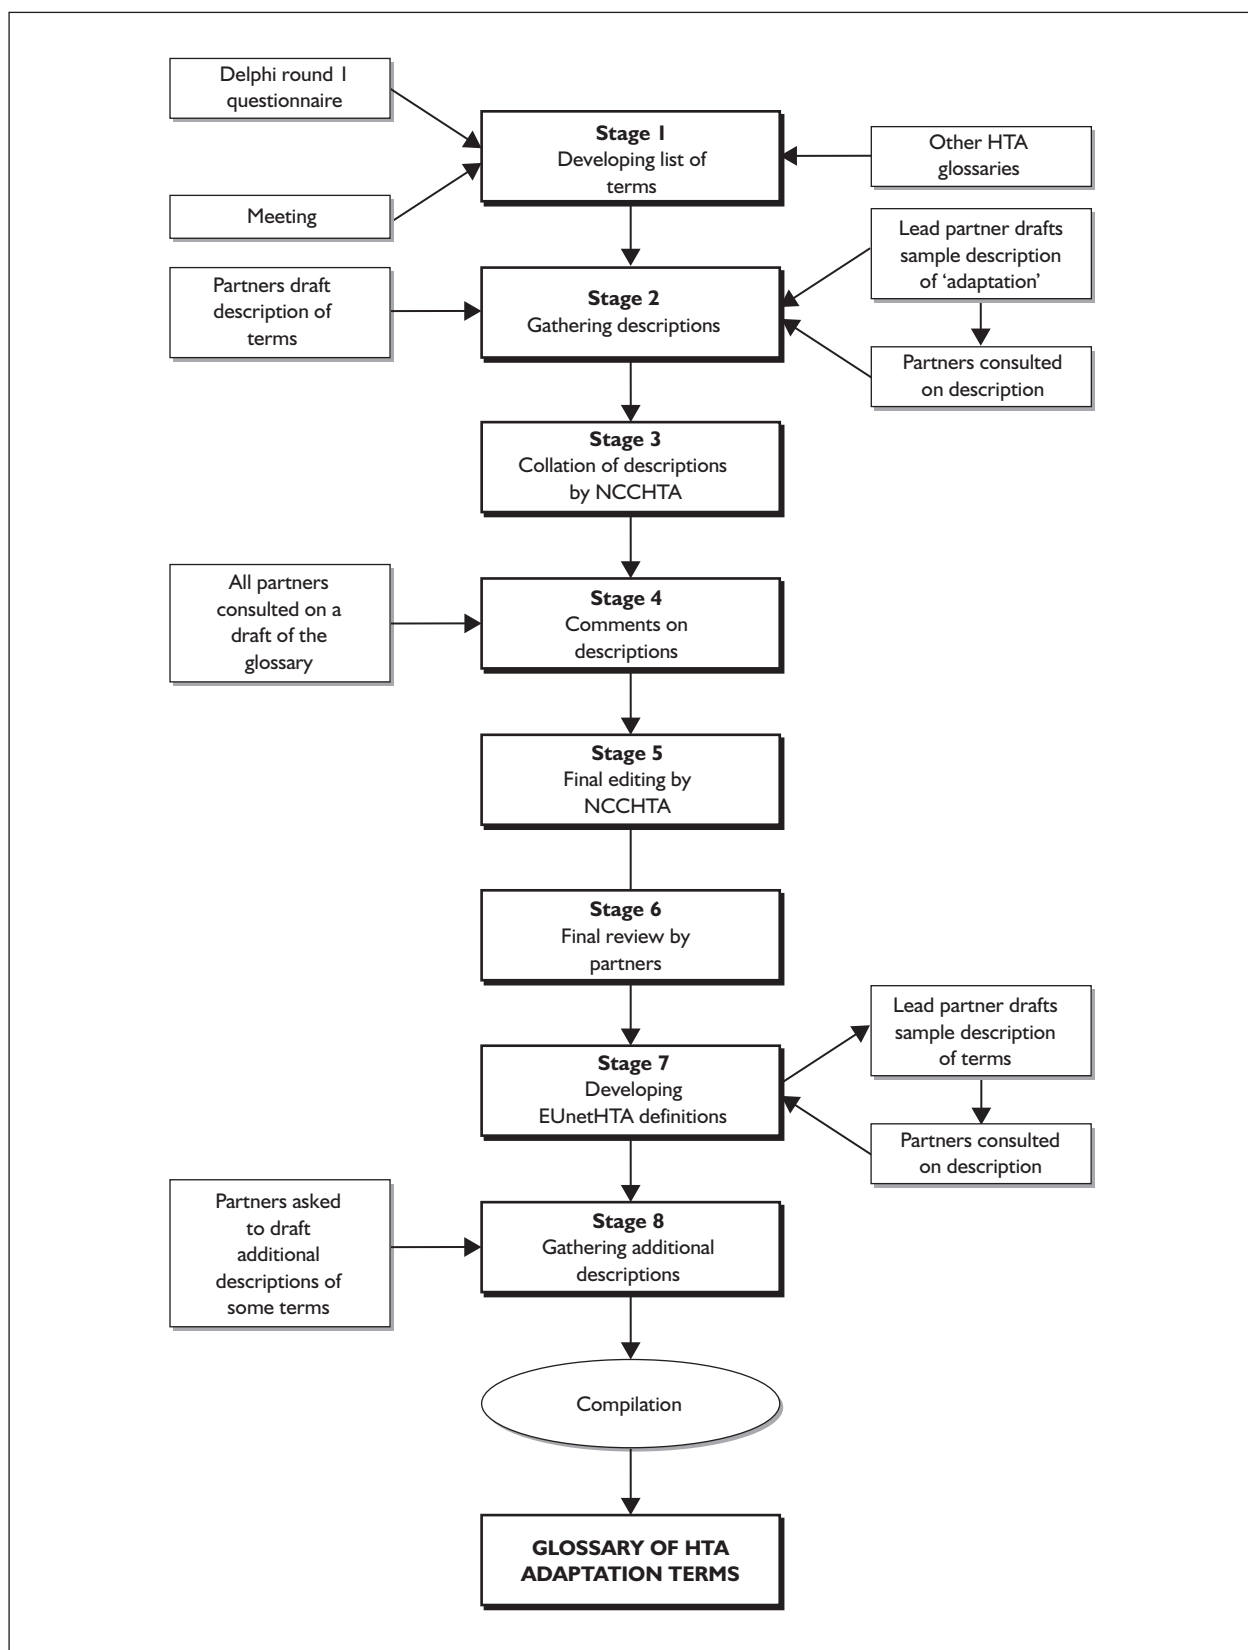 Delphi round 1
questionnaire
Stage 1
Developing list of
terms
Other HTA
glossaries
Meeting
Lead partner drafts
sample description
of ‘adaptation’
Partners draft
description of
terms
Stage 2
Gathering descriptions
Partners consulted
on description
Stage 3
Collation of descriptions
by NCCHTA
All partners
consulted on a
draft of the
glossary
Stage 4
Comments on
descriptions
Stage 5
Final editing by
NCCHTA
Stage 6
Final review by
partners
Lead partner drafts
sample description
of terms
Stage 7
Developing
EUnetHTA definitions
Partners consulted
on description
Partners asked
to draft
additional
descriptions of
some terms
Stage 8
Gathering additional
descriptions
Compilation
GLOSSARY OF HTA
ADAPTATION TERMS